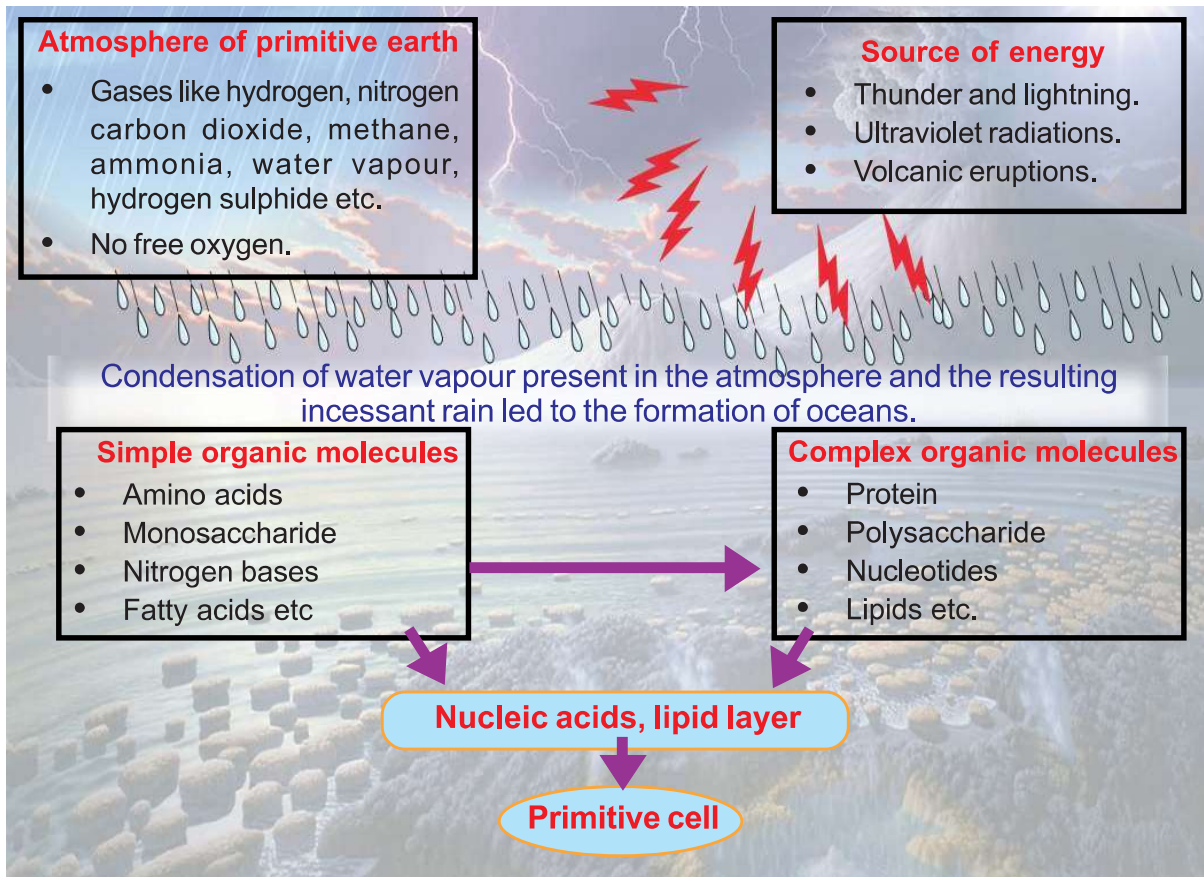 Atmosphere of primitive earth
• Gases like hydrogen, nitrogen
carbon dioxide, methane,
ammonia, water vapour,
hydrogen sulphide etc.
• No free oxygen.
Source of energy
• Thunder and lightning.
• Ultraviolet radiations.
• Volcanic eruptions.
Condensation of water vapour present in the atmosphere and the resulting
incessant rain led to the formation of oceans.
Simple organic molecules
• Amino acids
• Monosaccharide
• Nitrogen bases
• Fatty acids etc
Complex organic molecules
• Protein
• Polysaccharide
• Nucleotides
• Lipids etc.
Nucleic acids, lipid layer
Primitive cell